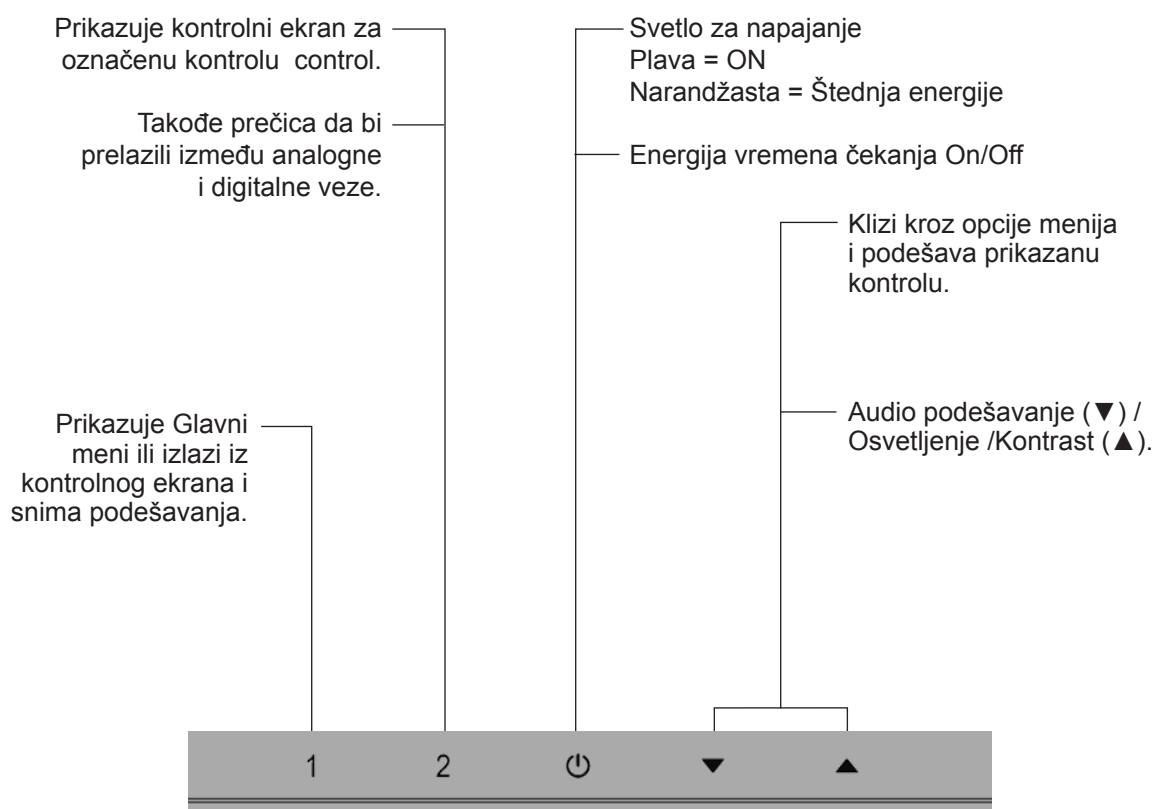 Prikazuje kontrolni ekran za
označenu kontrolu  control.
Takođe prečica da bi
prelazili između analogne
i digitalne veze.
Svetlo za napajanje
Plava = ON
Narandžasta = Štednja energije
Energija vremena čekanja On/Off
Klizi kroz opcije menija
i podešava prikazanu
kontrolu.
Prikazuje Glavni
meni ili izlazi iz
kontrolnog ekrana i
snima podešavanja.
Audio podešavanje (▼) /
Osvetljenje /Kontrast (▲).
1 2 ⏻ ▼ ▲